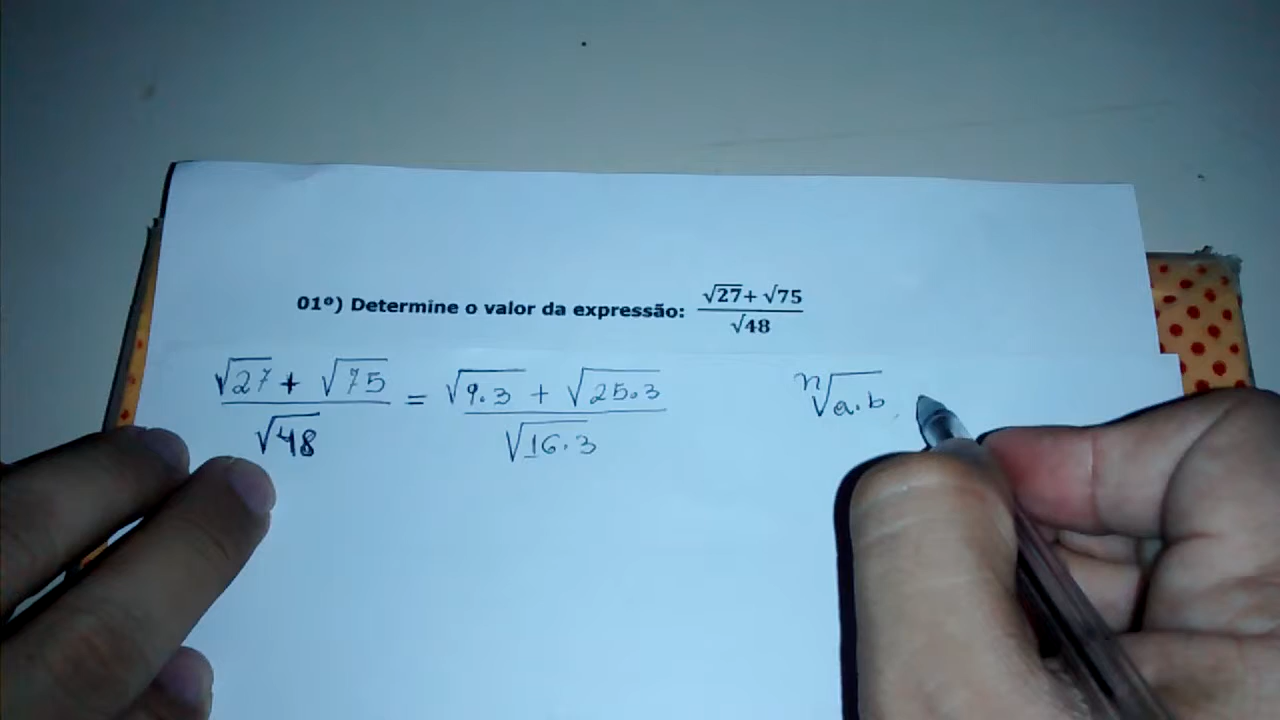 01º) Determine o valor da expressão: (√27 + √75)/√48
(√27 + √75)/√48 = (√9.3 + √25.3)/√16.3
ⁿ√a.b